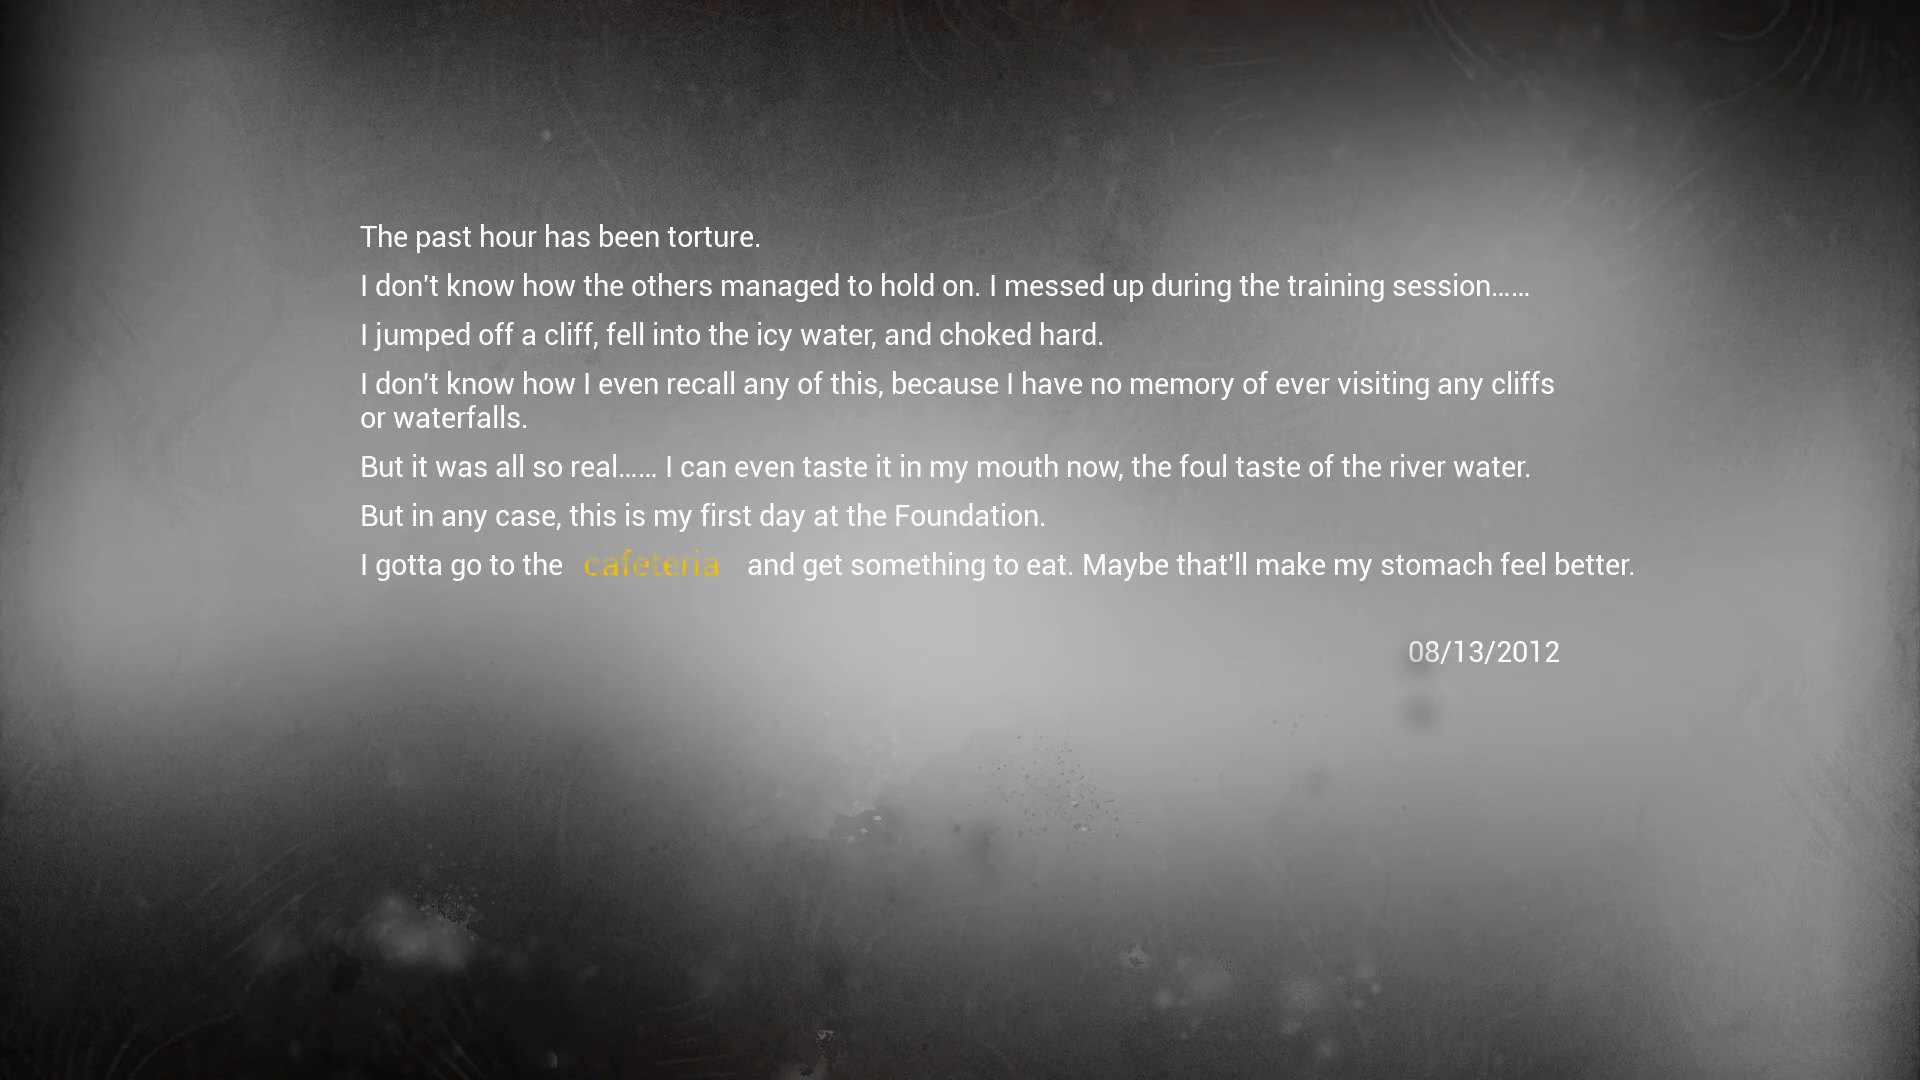 The past hour has been torture.
I don't know how the others managed to hold on. I messed up during the training session......
I jumped off a cliff, fell into the icy water, and choked hard.
I don't know how I even recall any of this, because I have no memory of ever visiting any cliffs
or waterfalls.
But it was all so real...... I can even taste it in my mouth now, the foul taste of the river water.
But in any case, this is my first day at the Foundation.
I gotta go to the cafeteria and get something to eat. Maybe that'll make my stomach feel better.
08/13/2012